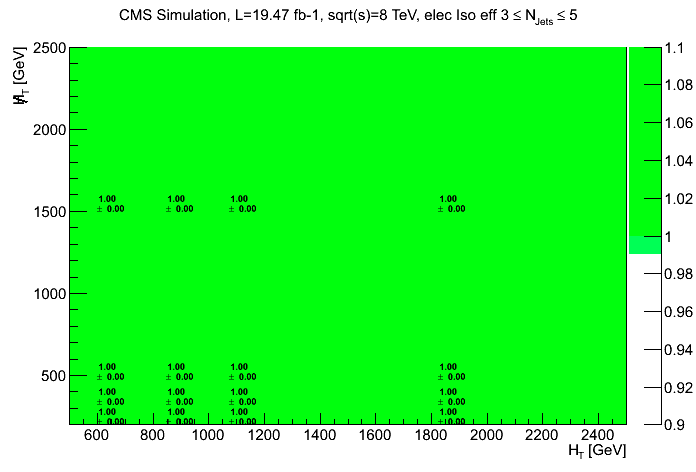 CMS Simulation, L=19.47 fb-1, sqrt(s)=8 TeV, elec Iso eff 3 ≤ N_Jets ≤ 5
H̸_T [GeV]
2500
2000
1500
1000
500
1.00 1.00 1.00 1.00
± 0.00 ± 0.00 ± 0.00 ± 0.00
1.00 1.00 1.00 1.00
± 0.00 ± 0.00 ± 0.00 ± 0.00
1.00 1.00 1.00 1.00
± 0.00 ± 0.00 ± 0.00 ± 0.00
1.00 1.00 1.00 1.00
± 0.00 ± 0.00 ± 0.00 ± 0.00
600 800 1000 1200 1400 1600 1800 2000 2200 2400
H_T [GeV]
1.1
1.08
1.06
1.04
1.02
1
0.98
0.96
0.94
0.92
0.9